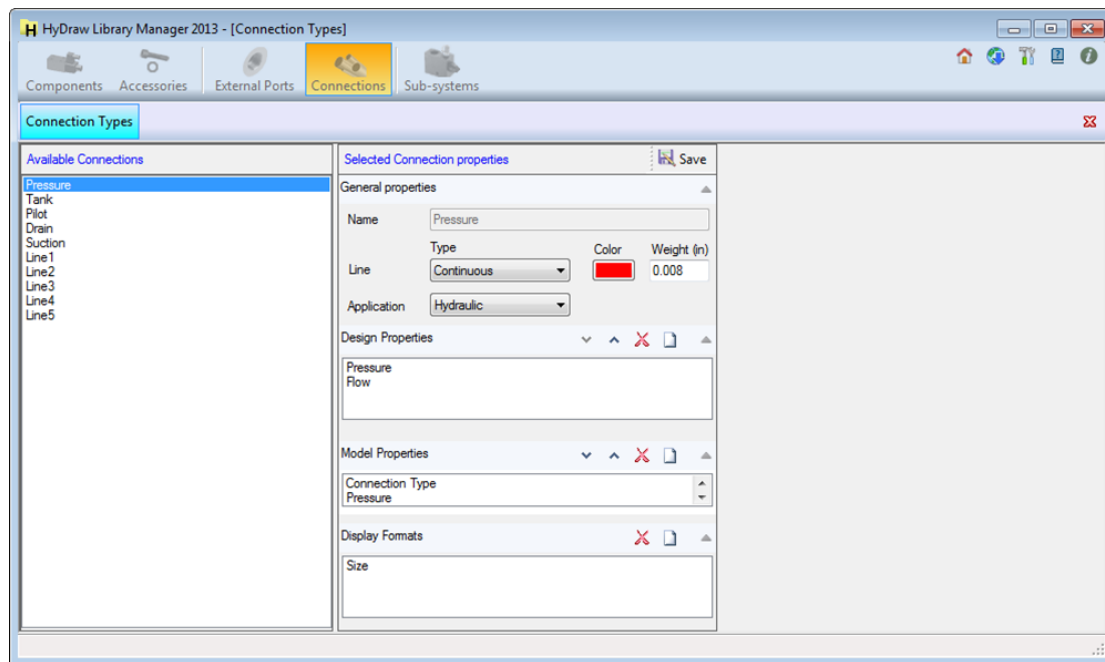 HyDraw Library Manager 2013 - [Connection Types]
Components Accessories External Ports Connections Sub-systems
Connection Types
Available Connections
Pressure
Tank
Pilot
Drain
Suction
Line1
Line2
Line3
Line4
Line5
Selected Connection properties
Save
General properties
Name Pressure
Type Color Weight (in)
Line Continuous 0.008
Application Hydraulic
Design Properties
Pressure
Flow
Model Properties
Connection Type
Pressure
Display Formats
Size